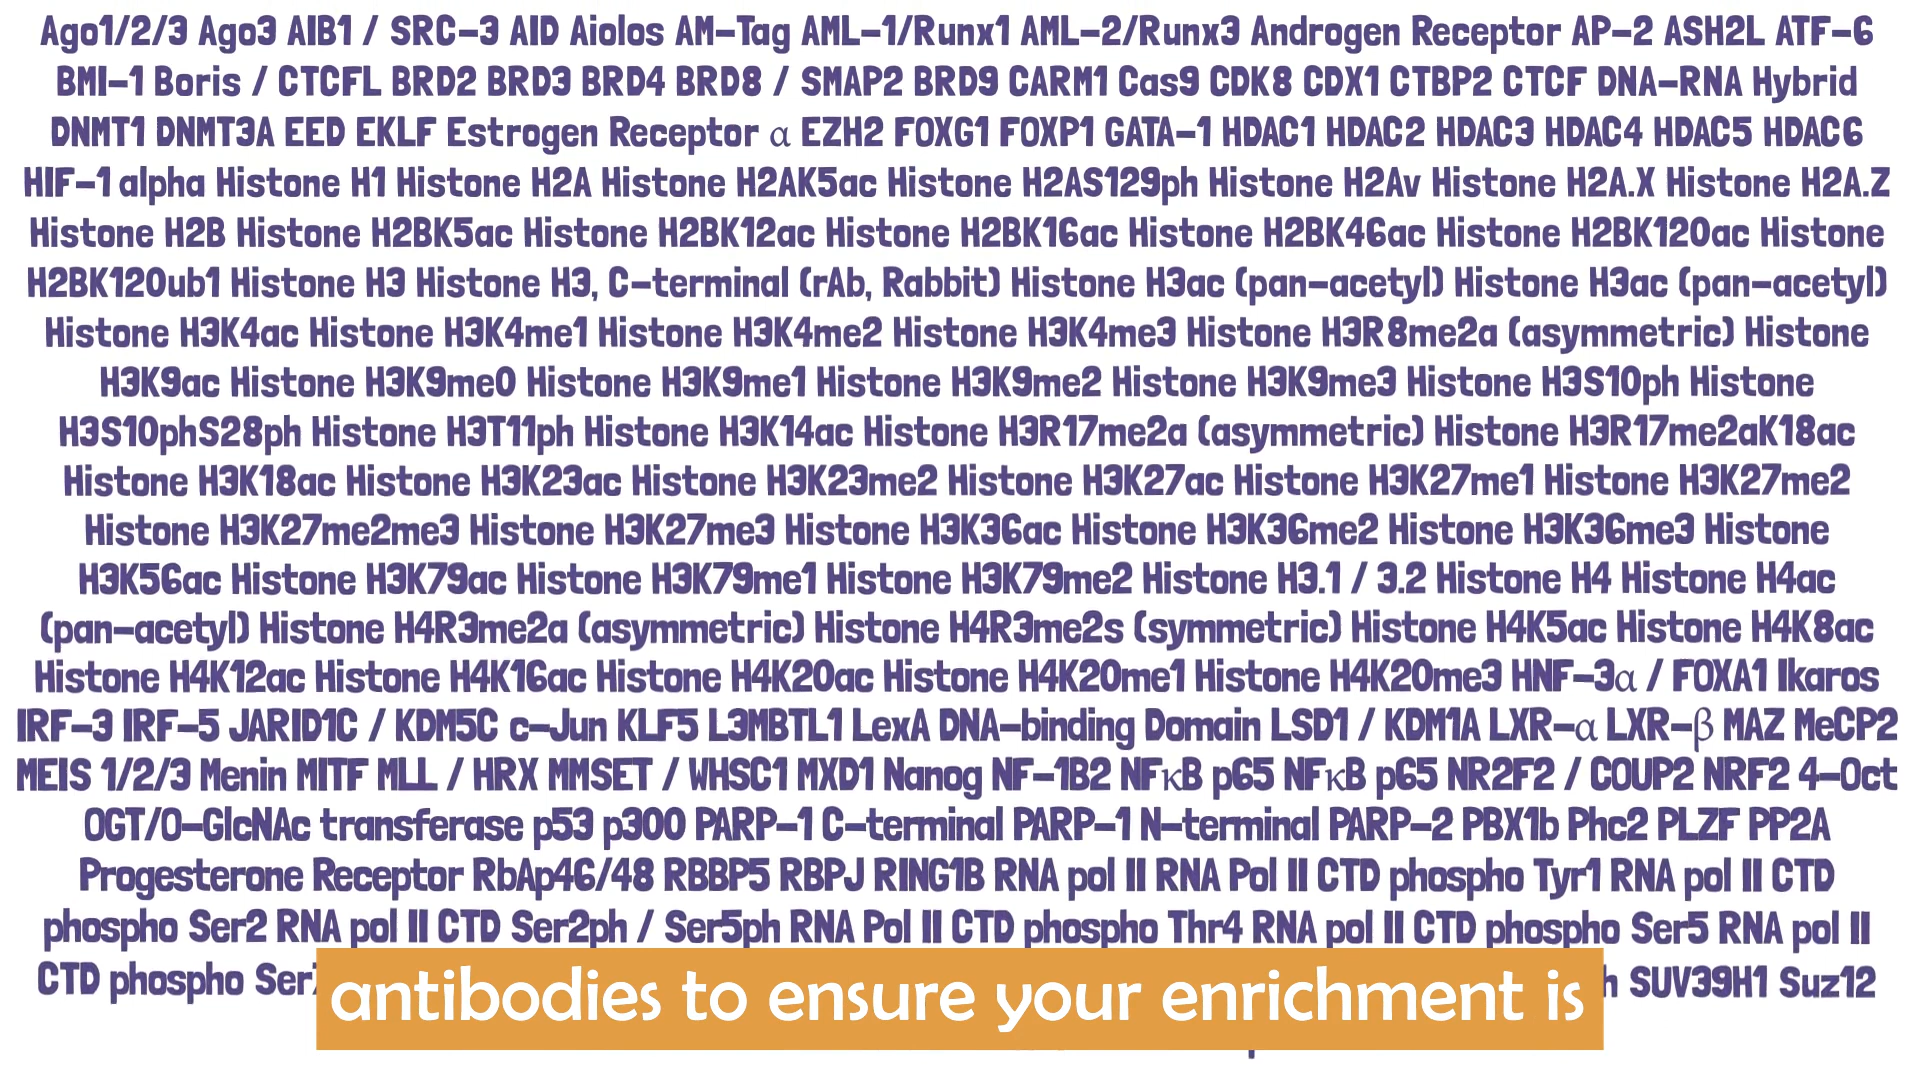 Ago1/2/3 Ago3 AIB1 / SRC-3 AID Aiolos AM-Tag AML-1/Runx1 AML-2/Runx3 Androgen Receptor AP-2 ASH2L ATF-6
BMI-1 Boris / CTCFL BRD2 BRD3 BRD4 BRD8 / SMAP2 BRD9 CARM1 Cas9 CDK8 CDX1 CTBP2 CTCF DNA-RNA Hybrid
DNMT1 DNMT3A EED EKLF Estrogen Receptor α EZH2 FOXG1 FOXP1 GATA-1 HDAC1 HDAC2 HDAC3 HDAC4 HDAC5 HDAC6
HIF-1 alpha Histone H1 Histone H2A Histone H2AK5ac Histone H2AS129ph Histone H2Av Histone H2A.X Histone H2A.Z
Histone H2B Histone H2BK5ac Histone H2BK12ac Histone H2BK16ac Histone H2BK46ac Histone H2BK120ac Histone
H2BK120ub1 Histone H3 Histone H3, C-terminal (rAb, Rabbit) Histone H3ac (pan-acetyl) Histone H3ac (pan-acetyl)
Histone H3K4ac Histone H3K4me1 Histone H3K4me2 Histone H3K4me3 Histone H3R8me2a (asymmetric) Histone
H3K9ac Histone H3K9me0 Histone H3K9me1 Histone H3K9me2 Histone H3K9me3 Histone H3S10ph Histone
H3S10phS28ph Histone H3T11ph Histone H3K14ac Histone H3R17me2a (asymmetric) Histone H3R17me2aK18ac
Histone H3K18ac Histone H3K23ac Histone H3K23me2 Histone H3K27ac Histone H3K27me1 Histone H3K27me2
Histone H3K27me2me3 Histone H3K27me3 Histone H3K36ac Histone H3K36me2 Histone H3K36me3 Histone
H3K56ac Histone H3K79ac Histone H3K79me1 Histone H3K79me2 Histone H3.1 / 3.2 Histone H4 Histone H4ac
(pan-acetyl) Histone H4R3me2a (asymmetric) Histone H4R3me2s (symmetric) Histone H4K5ac Histone H4K8ac
Histone H4K12ac Histone H4K16ac Histone H4K20ac Histone H4K20me1 Histone H4K20me3 HNF-3α / FOXA1 Ikaros
IRF-3 IRF-5 JARID1C / KDM5C c-Jun KLF5 L3MBTL1 LexA DNA-binding Domain LSD1 / KDM1A LXR-α LXR-β MAZ MeCP2
MEIS 1/2/3 Menin MITF MLL / HRX MMSET / WHSC1 MXD1 Nanog NF-1B2 NFκB p65 NFκB p65 NR2F2 / COUP2 NRF2 4-Oct
OGT/O-GlcNAc transferase p53 p300 PARP-1 C-terminal PARP-1 N-terminal PARP-2 PBX1b Phc2 PLZF PP2A
Progesterone Receptor RbAp46/48 RBBP5 RBPJ RING1B RNA pol II RNA Pol II CTD phospho Tyr1 RNA pol II CTD
phospho Ser2 RNA pol II CTD Ser2ph / Ser5ph RNA Pol II CTD phospho Thr4 RNA pol II CTD phospho Ser5 RNA pol II
CTD phospho SUV39H1 Suz12
antibodies to ensure your enrichment is